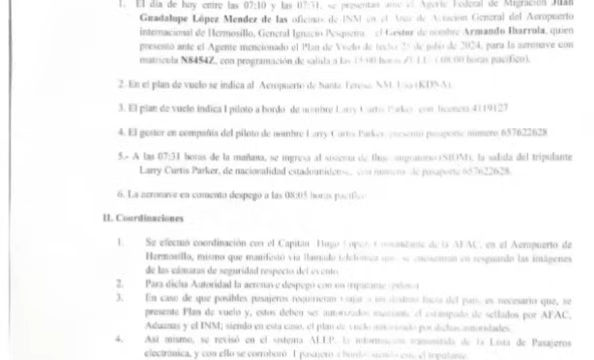 1. El día de hoy entre las 07:10 y las 07:31, se presentan ante el Agente Federal de Migración Juan
Guadalupe López Mendez de las oficinas de INM en el Área de Aviación General del Aeropuerto
internacional de Hermosillo, General Ignacio Pesqueira, el Gestor de nombre Armando Ibarrola, quien
presentó ante el Agente mencionado el Plan de Vuelo de fecha 25 de julio de 2024, para la aeronave con
matrícula N8454Z, con programación de salida a las 15:00 horas (08:00 horas pacífico).
2. En el plan de vuelo se indica al Aeropuerto de Santa Teresa, NM, Usa (KDNA).
3. El plan de vuelo indica 1 piloto a bordo de nombre Larry Curtis Parker con licencia 4119127
4. El gestor en compañía del piloto de nombre Larry Curtis Parker, presentó pasaporte número 657622628
5.- A las 07:31 horas de la mañana, se ingresa al sistema de flujo migratorio (SIOM), la salida del tripulante
Larry Curtis Parker, de nacionalidad estadounidense, con número de pasaporte 657622628.
6. La aeronave en comento despegó a las 08:05 horas pacífico
II. Coordinaciones
1. Se efectuó coordinación con el Capitán Hugo López, Comandante de la AFAC, en el Aeropuerto de
Hermosillo, mismo que manifestó vía llamada telefónica que se encuentran en resguardo las imágenes
de las cámaras de seguridad respecto del evento.
2. Para dicha Autoridad la aeronave despegó con un tripulante
3. En caso de que posibles pasajeros requirieran viajar a un destino fuera del país, es necesario que, se
presente Plan de vuelo y, estos deben ser autorizados mediante el estampado de sellados por AFAC,
Aduanas y el INM; siendo en este caso, el plan de vuelo autorizado por dichas autoridades.
4. Así mismo, se revisó en el sistema la información transmitida de la Lista de Pasajeros
electrónica, y con ello se corroboró 1 pasajero a bordo siendo este el tripulante